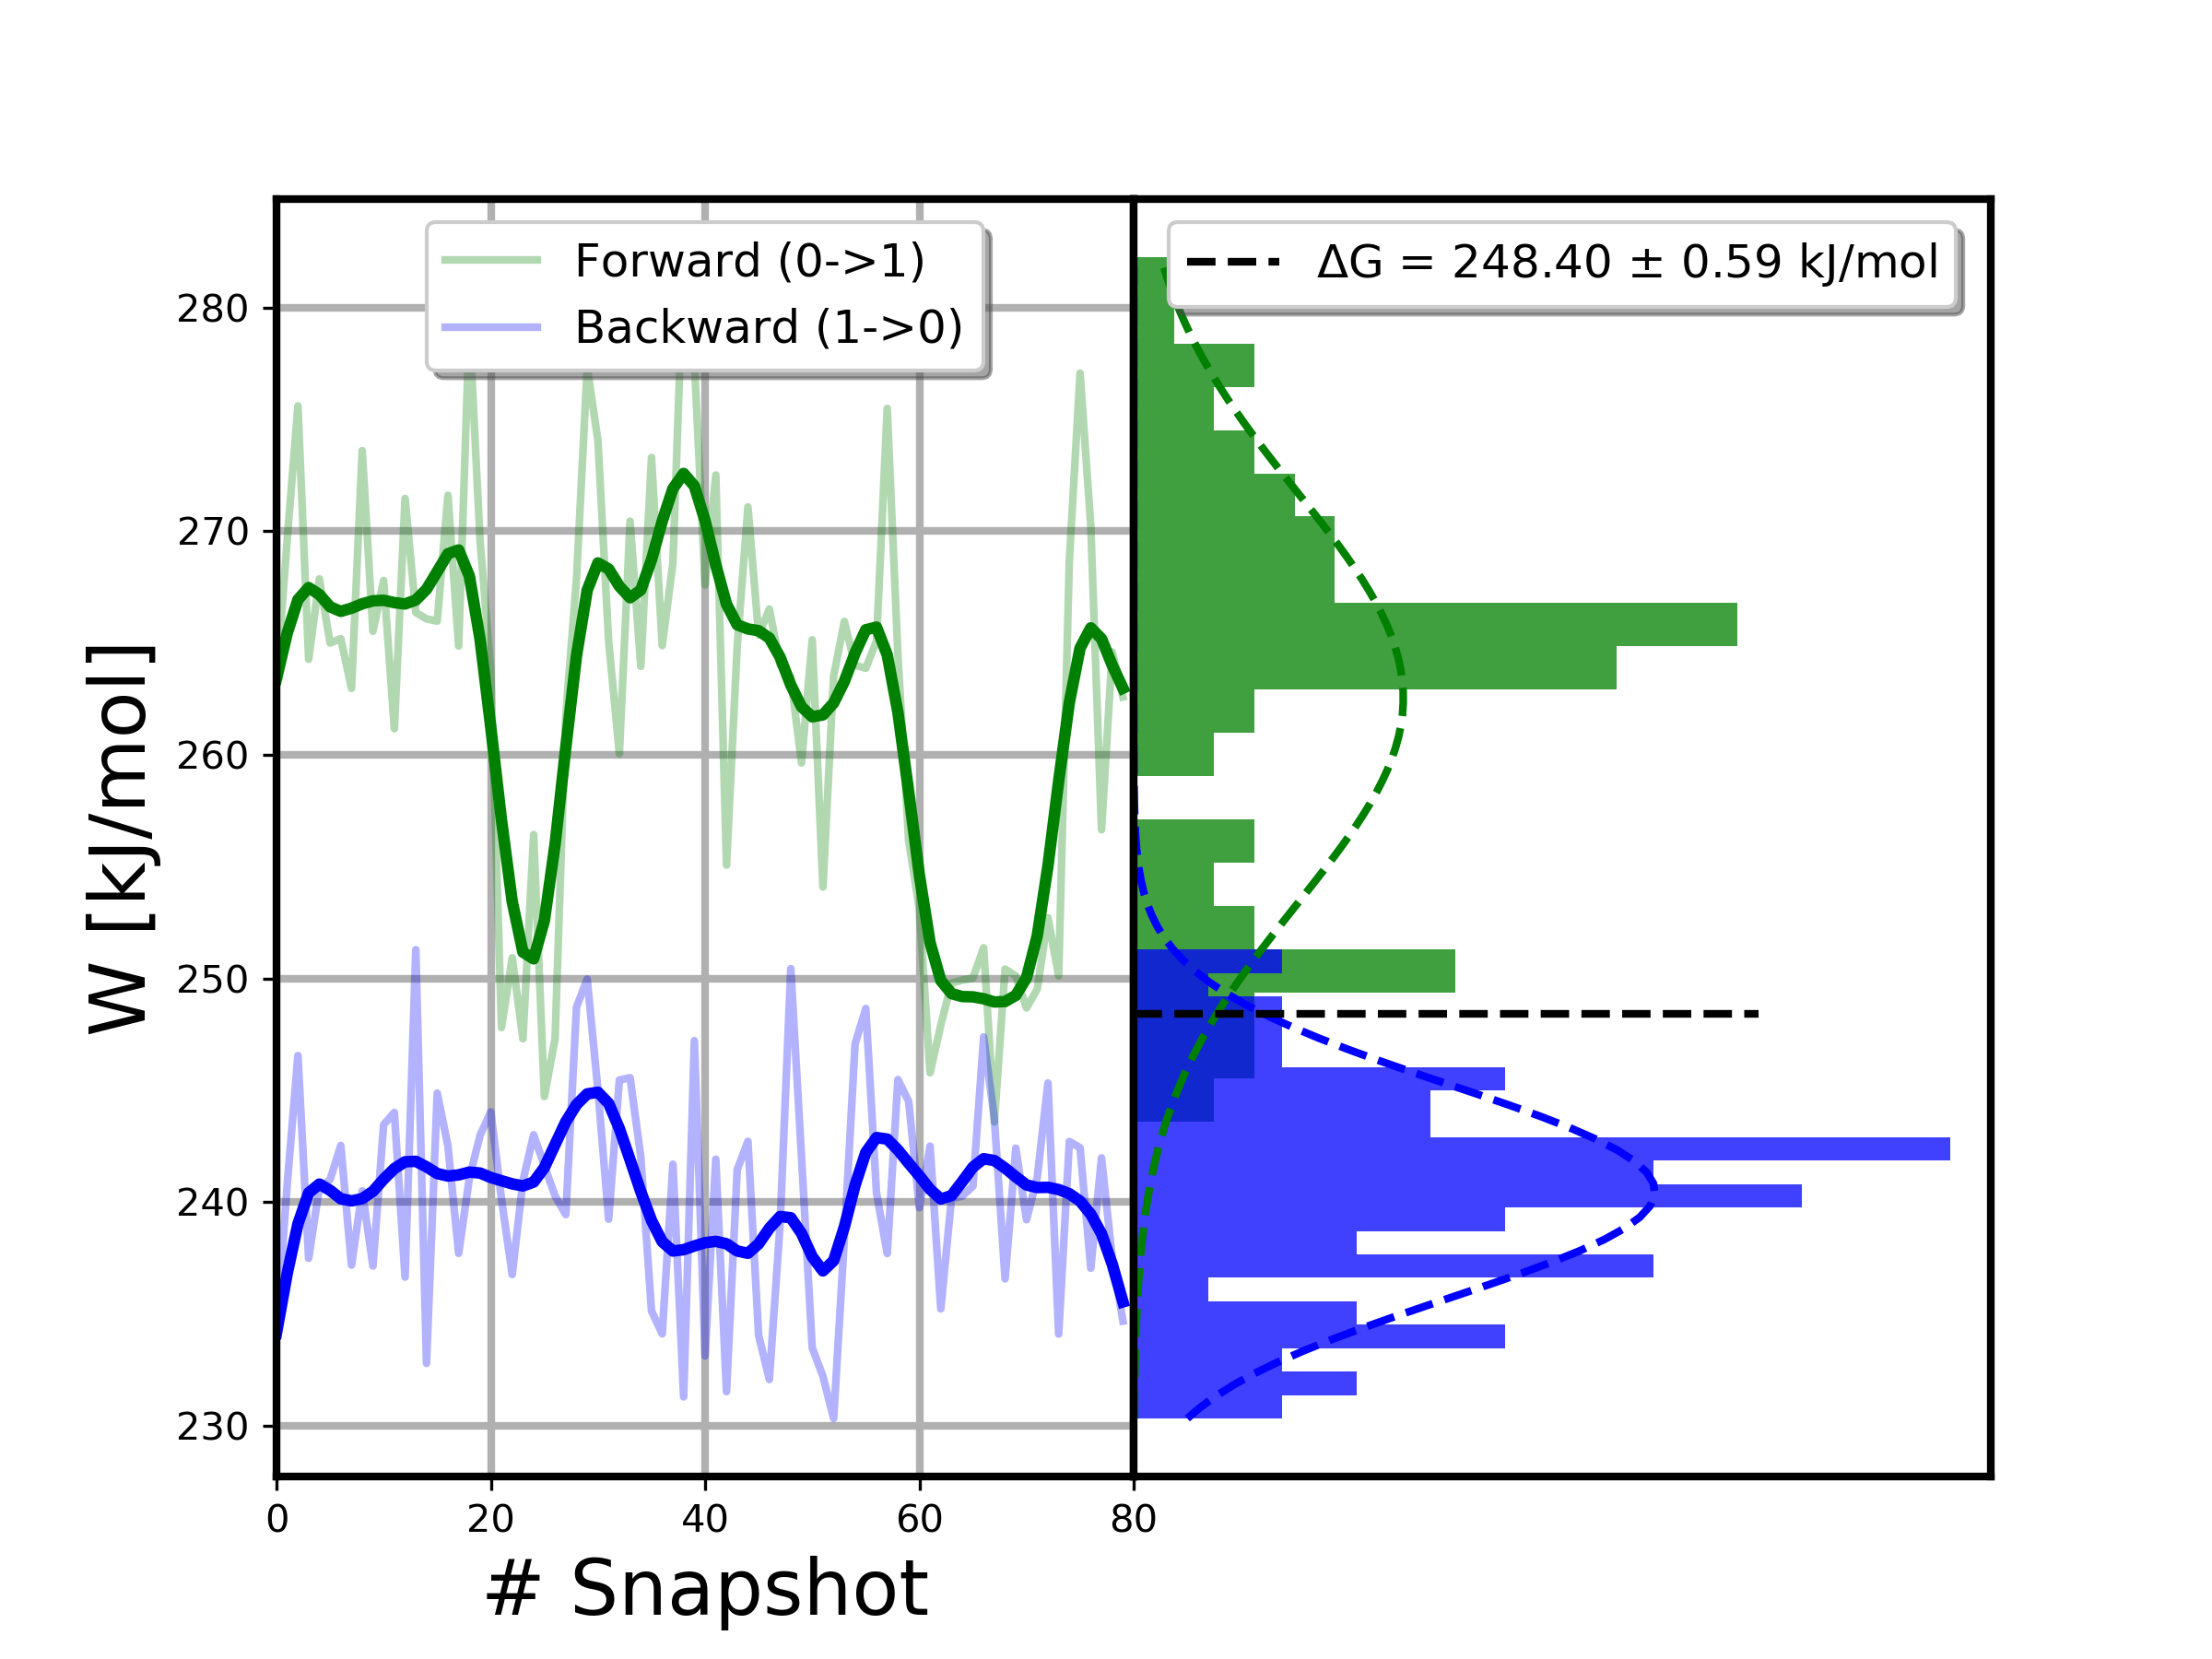 Forward (0->1)
Backward (1->0)
ΔG = 248.40 ± 0.59 kJ/mol
W [kJ/mol]
280
270
260
250
240
230
0 20 40 60 80
# Snapshot